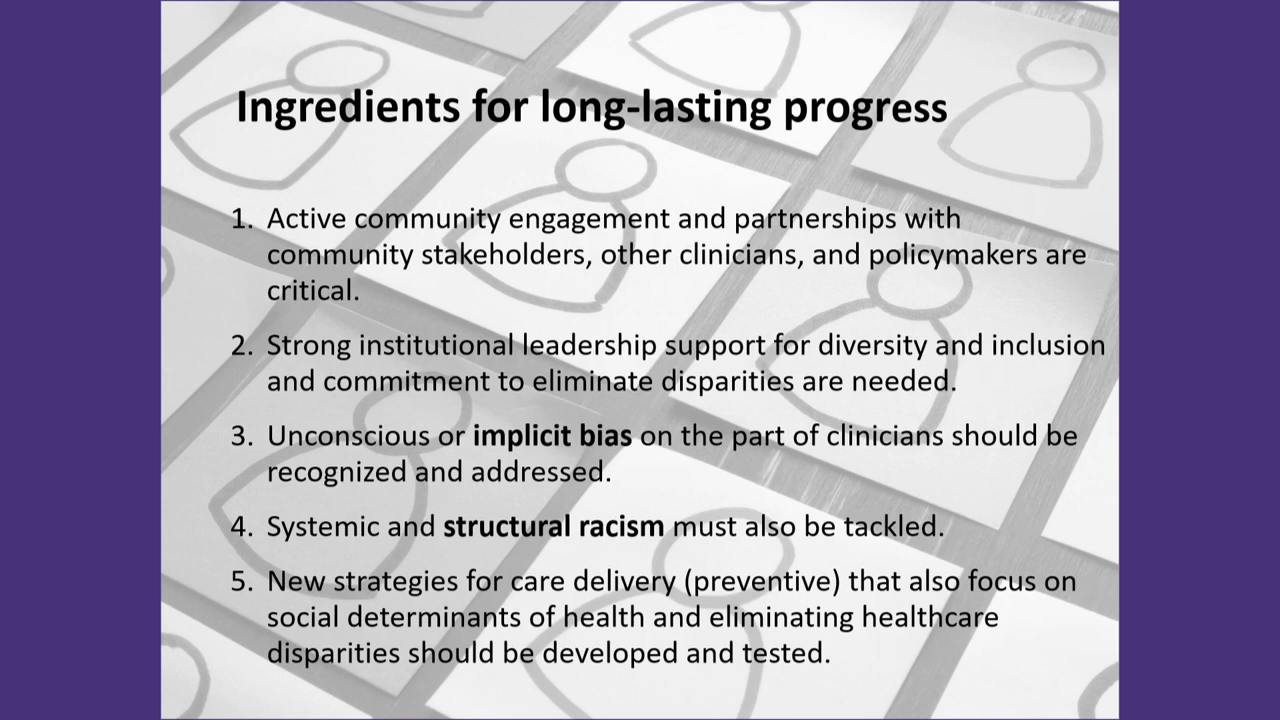 Ingredients for long-lasting progress
1. Active community engagement and partnerships with
community stakeholders, other clinicians, and policymakers are
critical.
2. Strong institutional leadership support for diversity and inclusion
and commitment to eliminate disparities are needed.
3. Unconscious or implicit bias on the part of clinicians should be
recognized and addressed.
4. Systemic and structural racism must also be tackled.
5. New strategies for care delivery (preventive) that also focus on
social determinants of health and eliminating healthcare
disparities should be developed and tested.